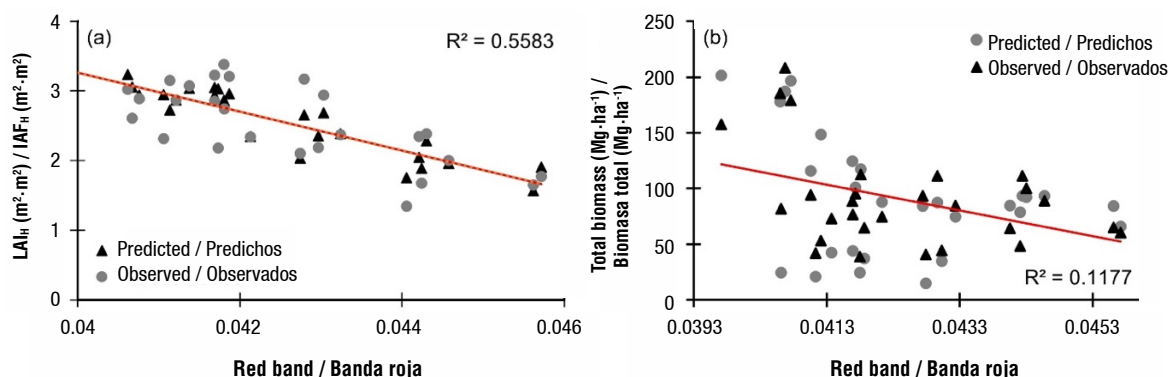 (a)
R² = 0.5583
LAIH (m²·m²) / IAFH (m²·m²)
4
3
2
1
0
▲ Predicted / Predichos
● Observed / Observados
0.04 0.042 0.044 0.046
Red band / Banda roja
(b)
● Predicted / Predichos
▲ Observed / Observados
Total biomass (Mg·ha⁻¹) /
Biomasa total (Mg·ha⁻¹)
250
200
150
100
50
0
R² = 0.1177
0.0393 0.0413 0.0433 0.0453
Red band / Banda roja